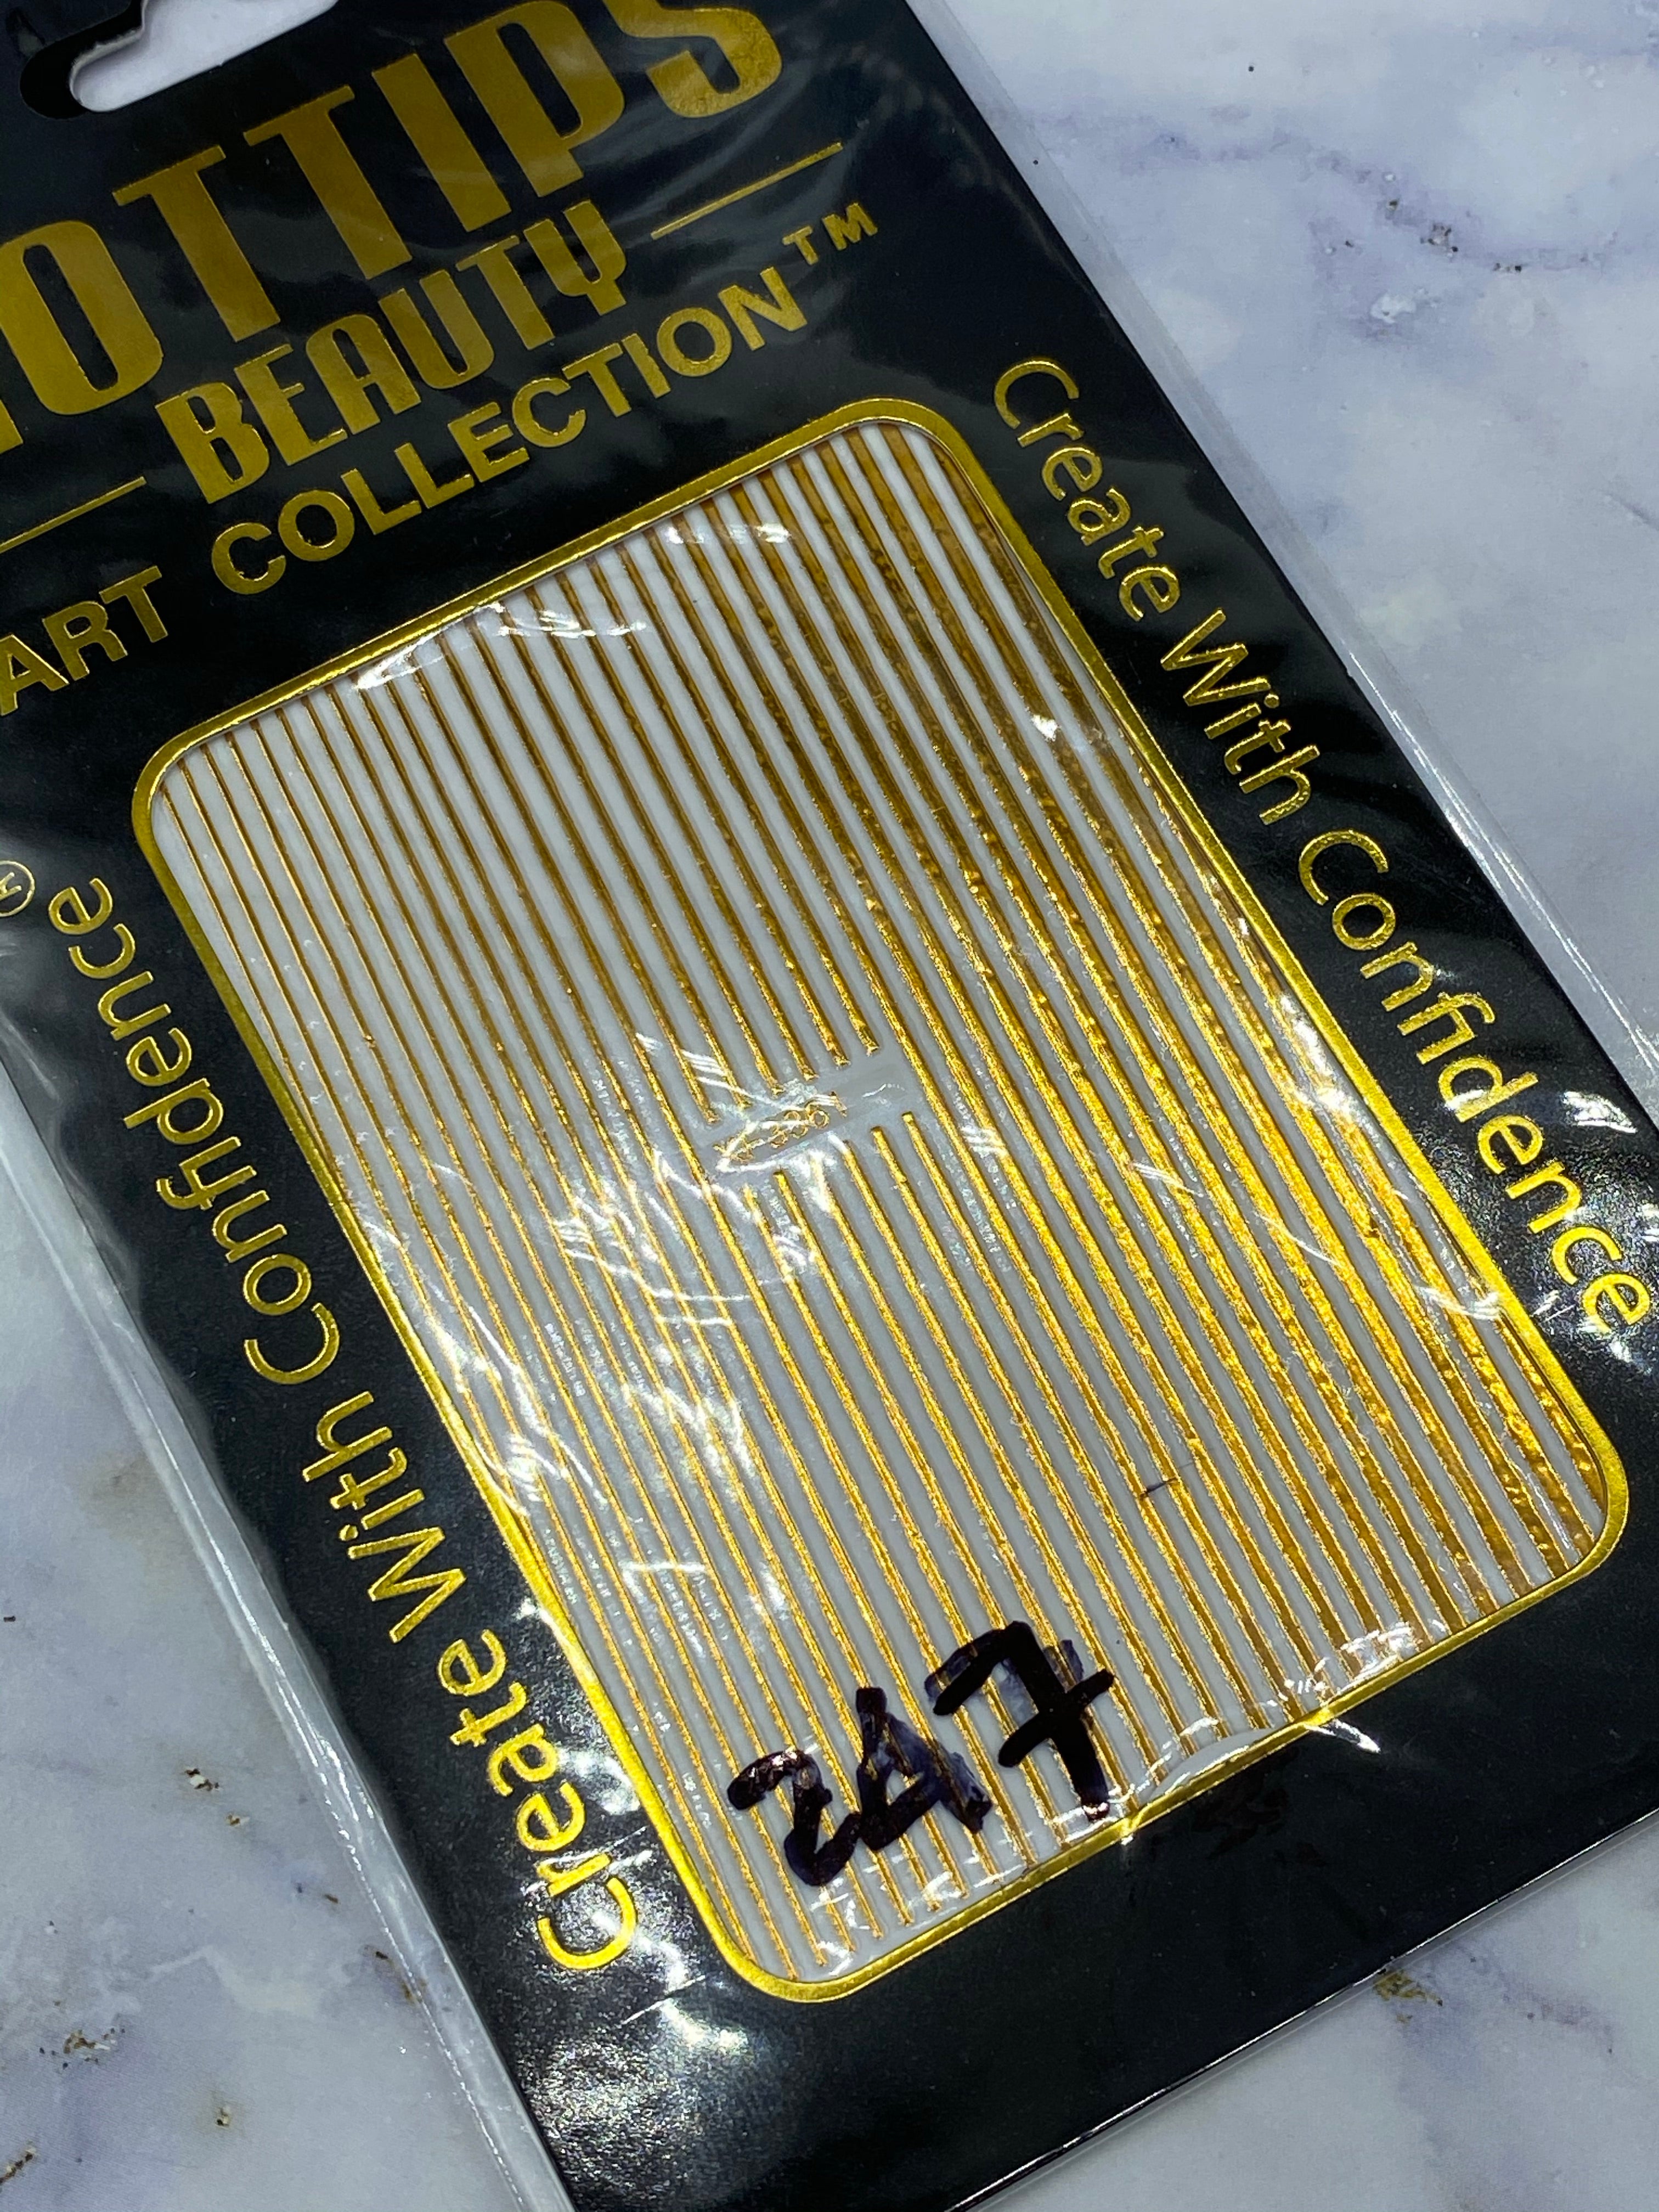 OTTIPS
BEAUTY
ART COLLECTION™
Create With Confidence
Create With Confidence®
247